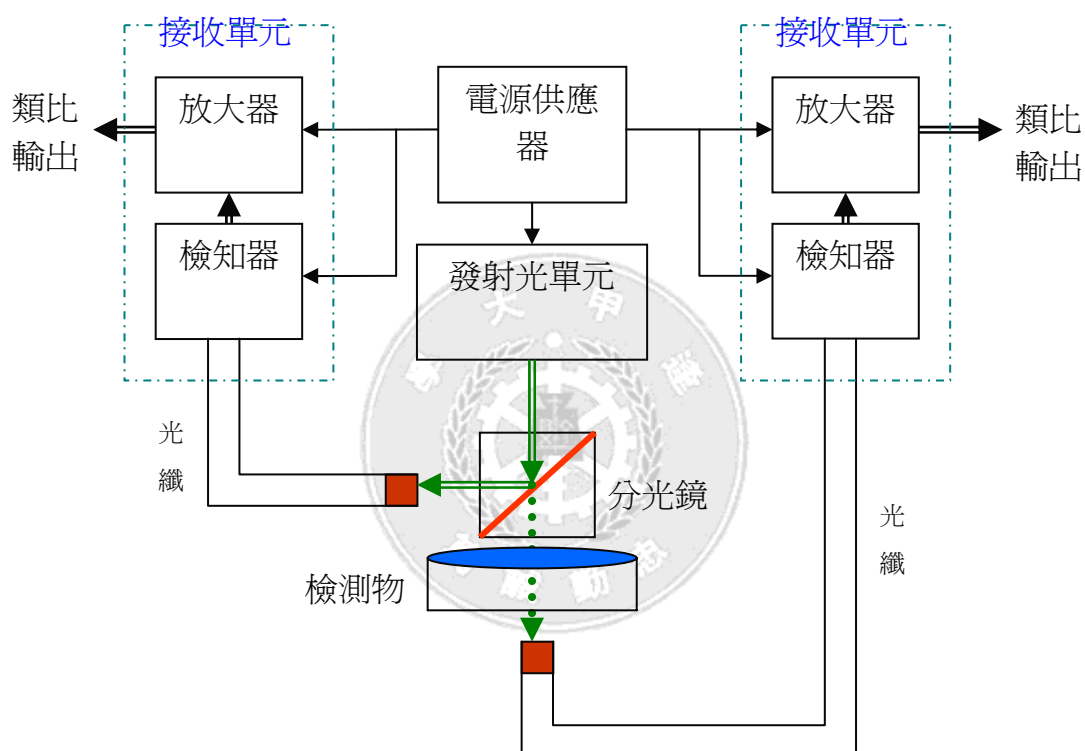 接收單元
接收單元
類比
輸出
放大器
電源供應
器
放大器
類比
輸出
檢知器
發射光單元
檢知器
光
纖
分光鏡
光
纖
檢測物